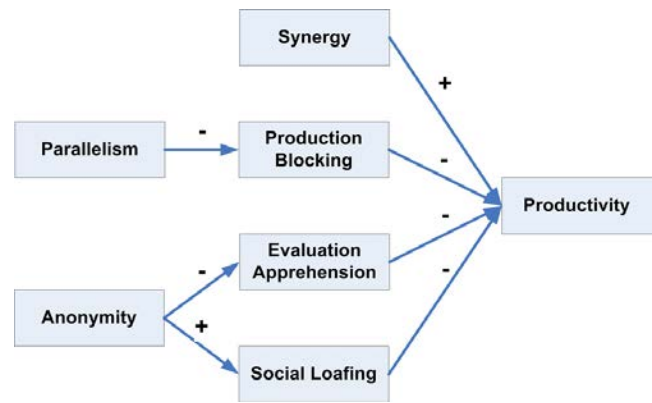 Synergy
+
Parallelism
-
Production
Blocking
-
Productivity
Evaluation
Apprehension
-
-
Anonymity
-
+
Social Loafing